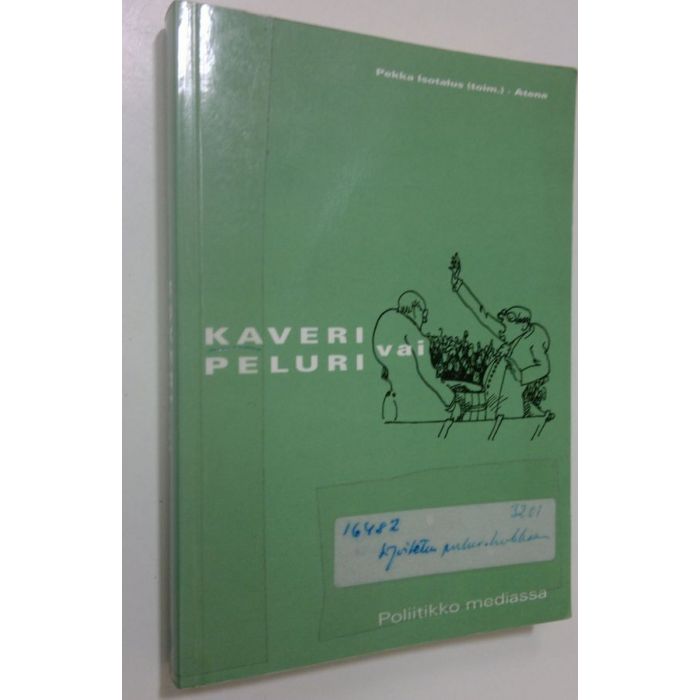 Pekka Isotalus (toim.) - Atena
KAVERI
vai
PELURI
16482
3201
Poliitikko mediassa